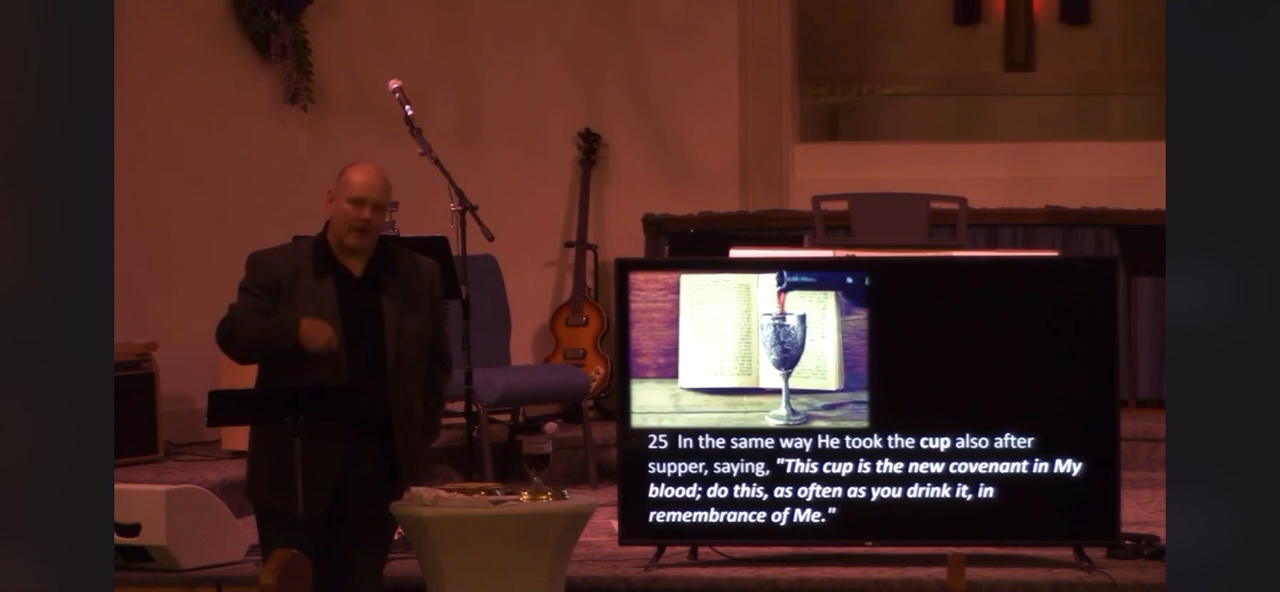 25 In the same way He took the cup also after
supper, saying, "This cup is the new covenant in My
blood; do this, as often as you drink it, in
remembrance of Me."